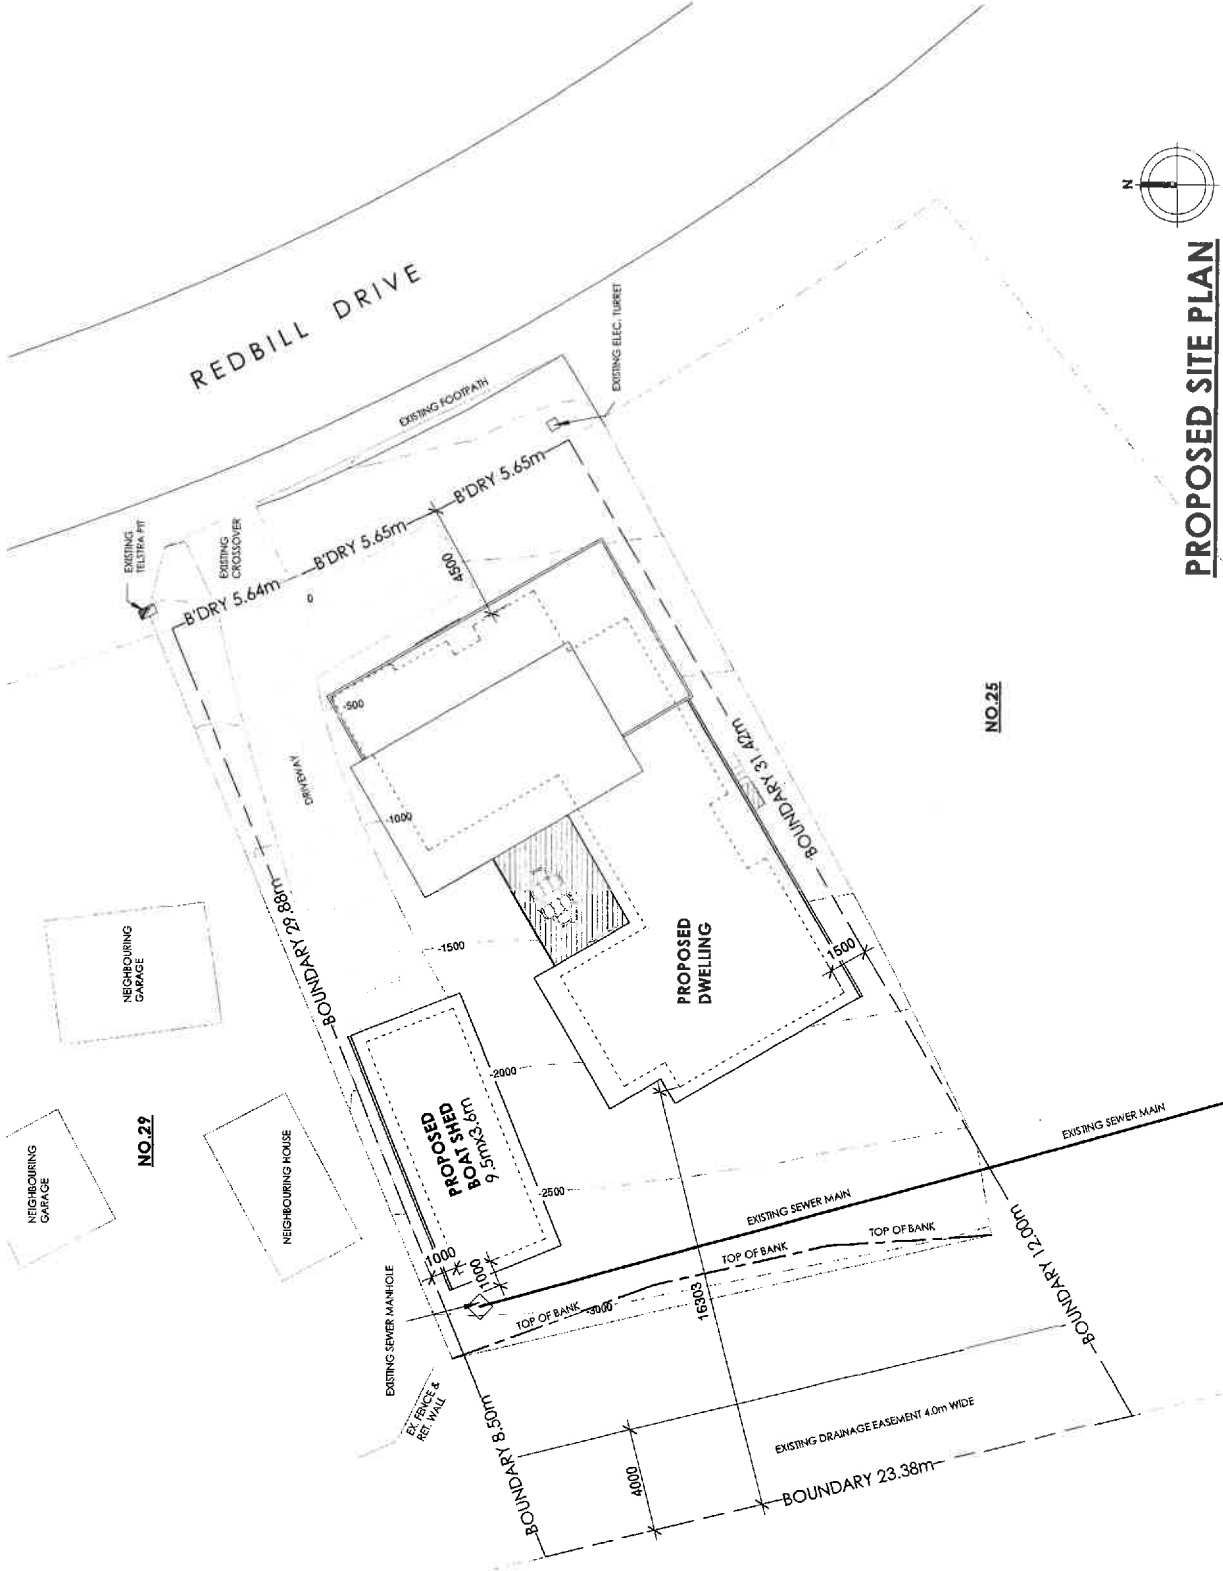 REDBILL DRIVE
N
EXISTING
TELSTRA PIT
EXISTING
CROSSOVER
EXISTING FOOTPATH
EXISTING ELEC. TURRET
B'DRY 5.64m
B'DRY 5.65m
B'DRY 5.65m
4500
0
-500
DRIVEWAY
-1000
NEIGHBOURING
GARAGE
BOUNDARY 29.88m
BOUNDARY 31.42m
NO.25
-1500
PROPOSED
DWELLING
1500
NEIGHBOURING
GARAGE
NO.29
NEIGHBOURING HOUSE
PROPOSED
BOAT SHED
9.5mx3.6m
-2000
-2500
EXISTING SEWER MAIN
EXISTING SEWER MAIN
1000
1000
EXISTING SEWER MANHOLE
TOP OF BANK
TOP OF BANK
TOP OF BANK
-3000
16303
EX. FENCE &
RET. WALL
BOUNDARY 8.50m
BOUNDARY 12.00m
4000
EXISTING DRAINAGE EASEMENT 4.0m WIDE
BOUNDARY 23.38m
PROPOSED SITE PLAN